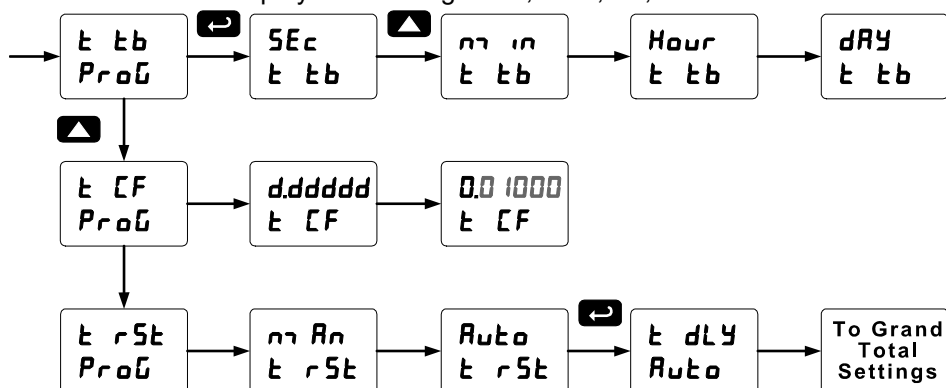 t tb
ProG
SEc
t tb
min
t tb
Hour
t tb
dAY
t tb
t CF
ProG
d.ddddd
t CF
0.01000
t CF
t rSt
ProG
mAn
t rSt
Auto
t rSt
t dLY
Auto
To Grand
Total
Settings